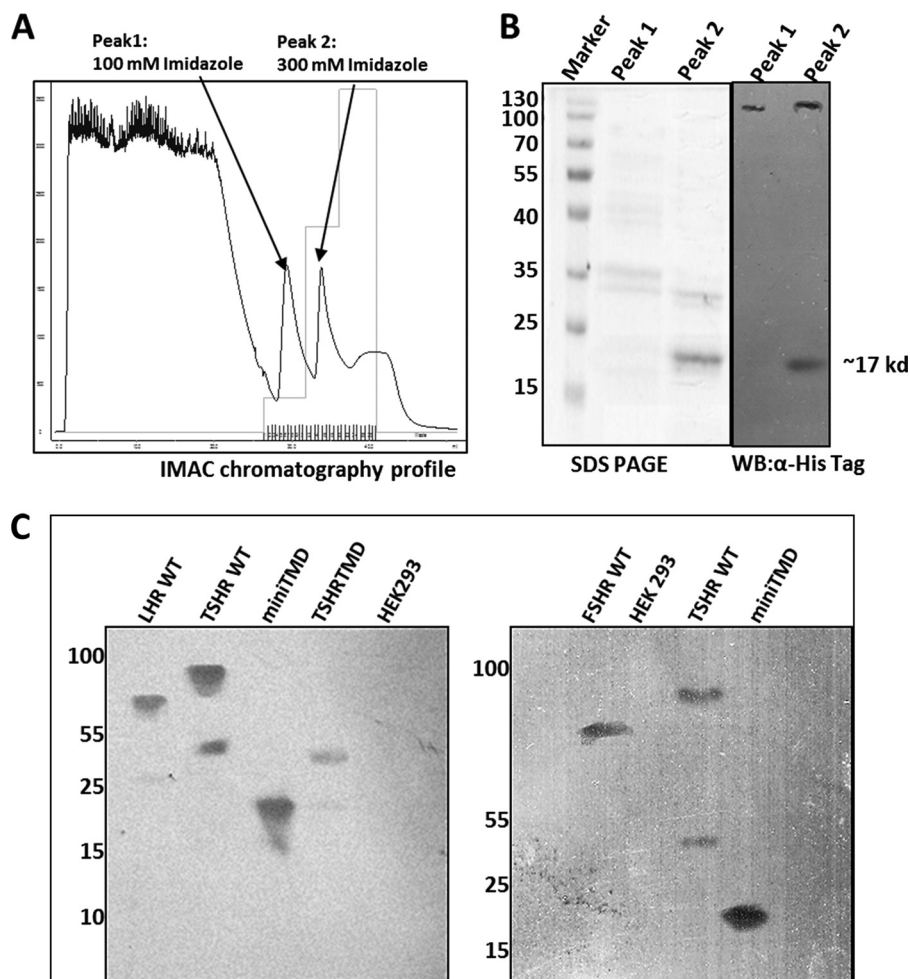 A
Peak1:
100 mM Imidazole
Peak 2:
300 mM Imidazole
IMAC chromatography profile
B
Marker
Peak 1
Peak 2
Peak 1
Peak 2
130
100
70
55
40
35
25
15
~17 kd
SDS PAGE
WB:α-His Tag
C
LHR WT
TSHR WT
miniTMD
TSHRTMD
HEK293
100
55
25
15
10
FSHR WT
HEK 293
TSHR WT
miniTMD
100
55
25
15